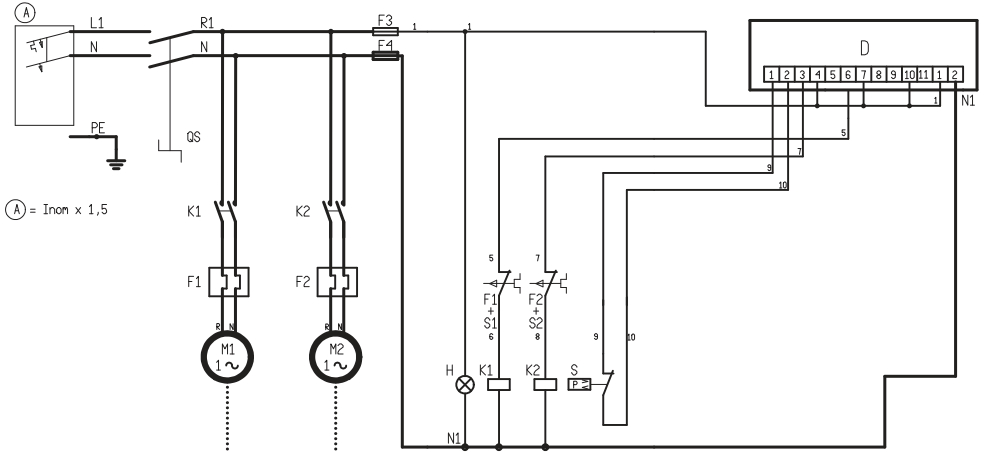 A
L1 R1 F3 1 1
N N F4
D
1 2 3 4 5 6 7 8 9 10 11 1 2
N1
1
PE
QS
5
7
9
10
A = Inom x 1,5
K1 K2
5 7
F1 F2
F1 F2
+ +
S1 S2
R N R N
6 8 9 10
M1 M2
1 ~ 1 ~
H K1 K2 S
P
N1